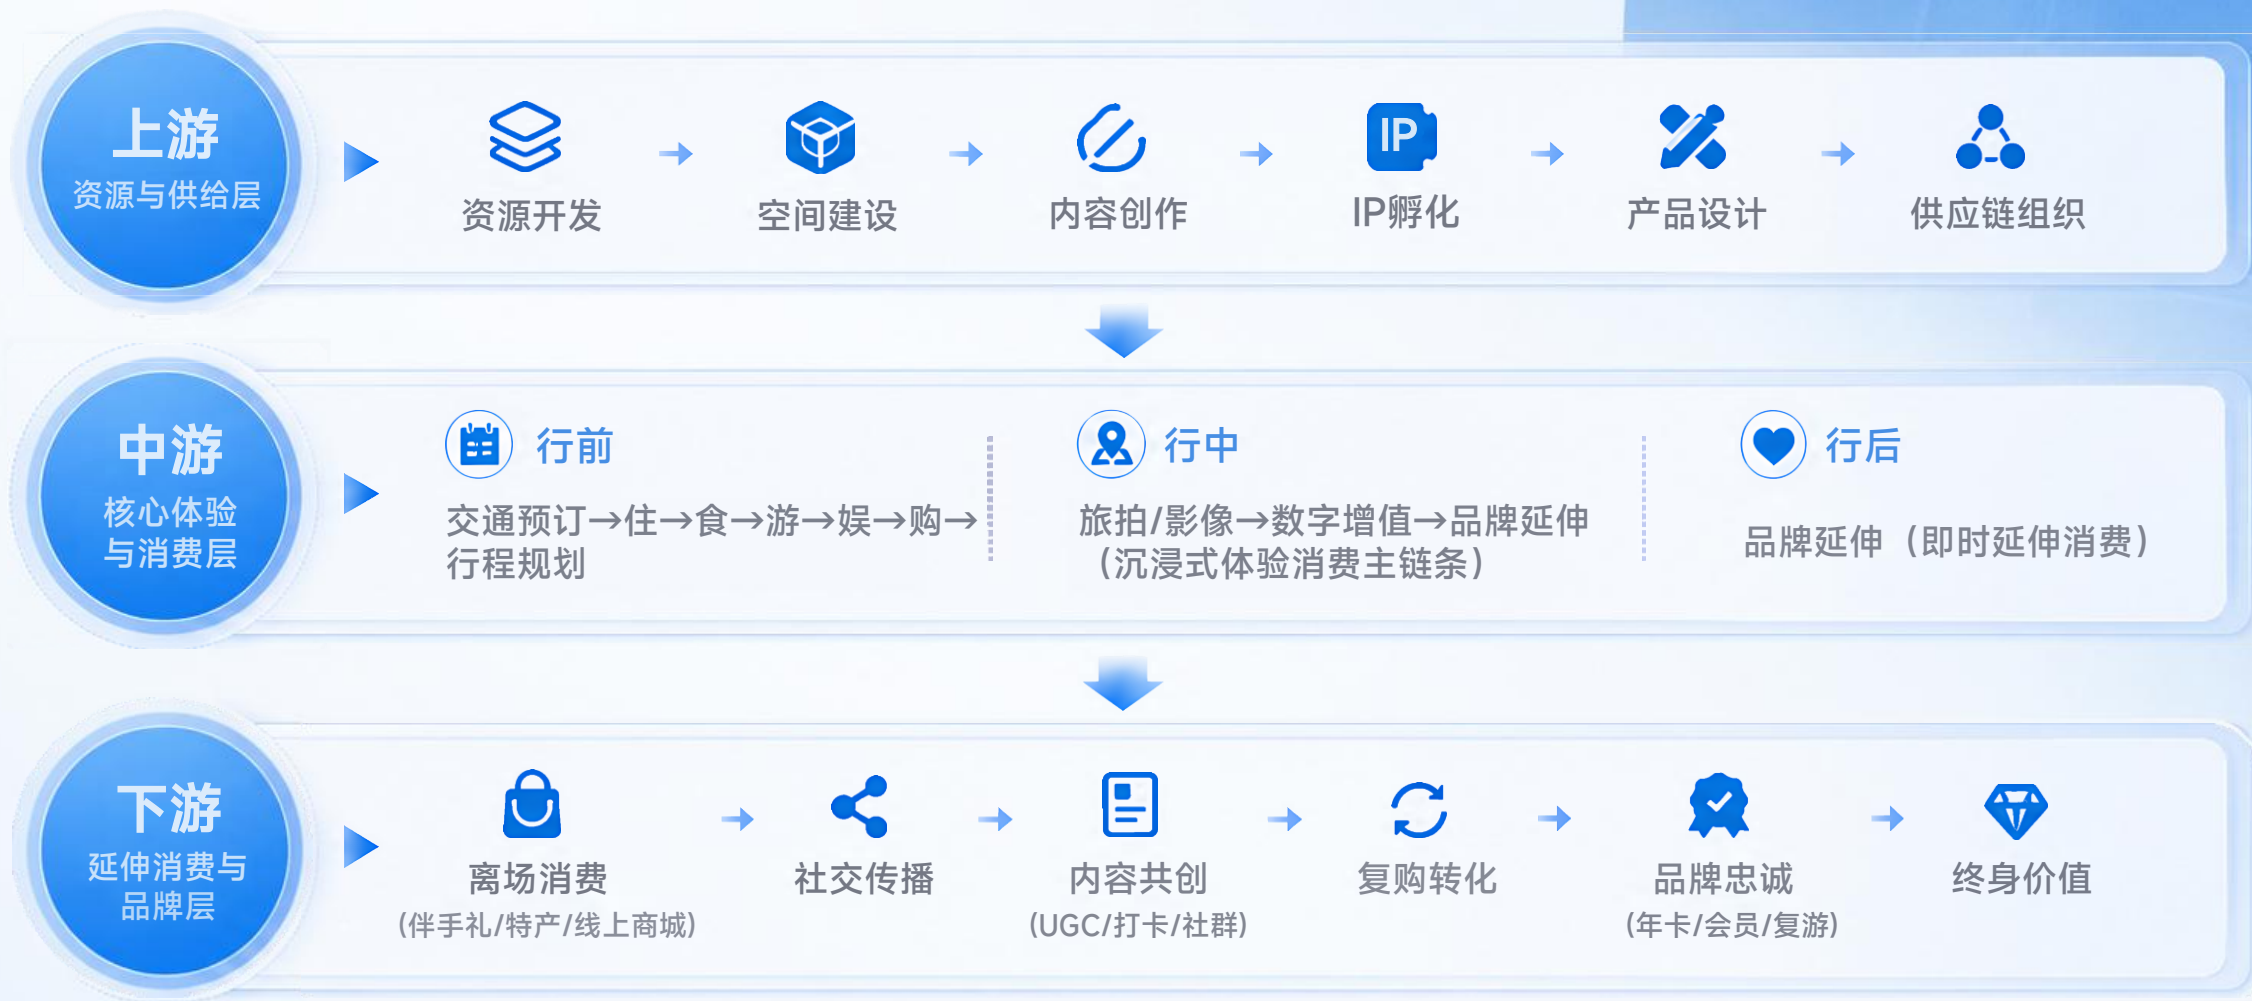 上游
资源与供给层
资源开发
空间建设
内容创作
IP
IP孵化
产品设计
供应链组织
中游
核心体验
与消费层
行前
交通预订→住→食→游→娱→购→
行程规划
行中
旅拍/影像→数字增值→品牌延伸
（沉浸式体验消费主链条）
行后
品牌延伸（即时延伸消费）
下游
延伸消费与
品牌层
离场消费
(伴手礼/特产/线上商城)
社交传播
内容共创
(UGC/打卡/社群)
复购转化
品牌忠诚
(年卡/会员/复游)
终身价值